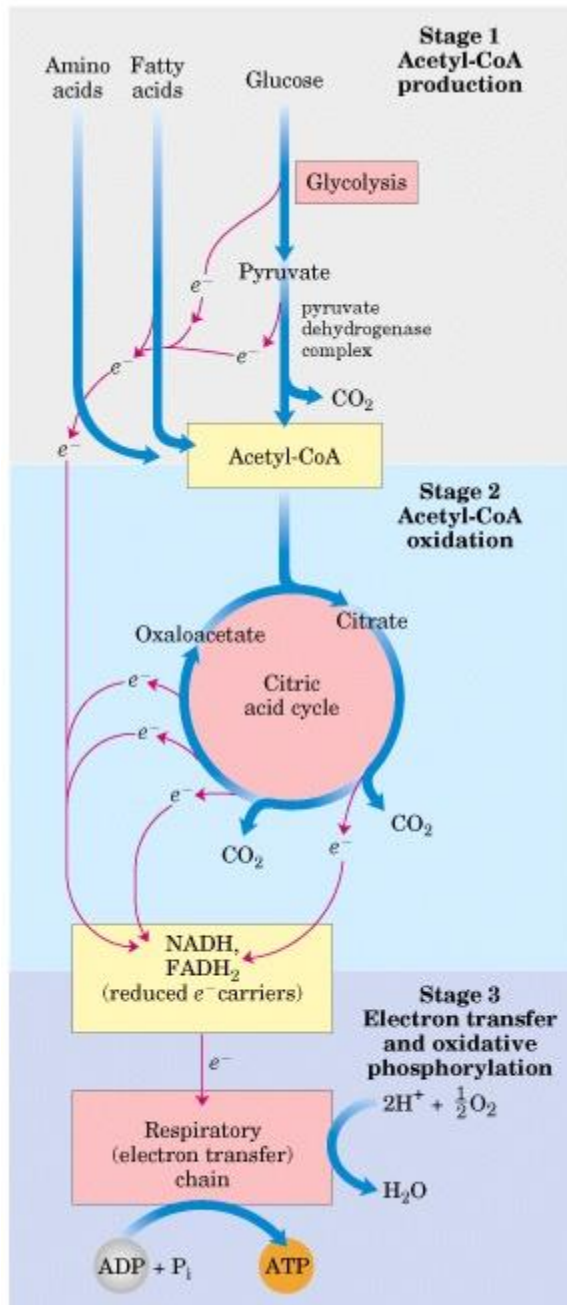 Stage 1
Acetyl-CoA
production
Amino
acids
Fatty
acids
Glucose
Glycolysis
Pyruvate
e⁻
pyruvate
dehydrogenase
complex
e⁻
e⁻
CO₂
e⁻
Acetyl-CoA
Stage 2
Acetyl-CoA
oxidation
Oxaloacetate
Citrate
Citric
acid cycle
e⁻
e⁻
e⁻
CO₂
e⁻
CO₂
NADH,
FADH₂
(reduced e⁻ carriers)
Stage 3
Electron transfer
and oxidative
phosphorylation
e⁻
2H⁺ + ½O₂
Respiratory
(electron transfer)
chain
H₂O
ADP + Pᵢ
ATP